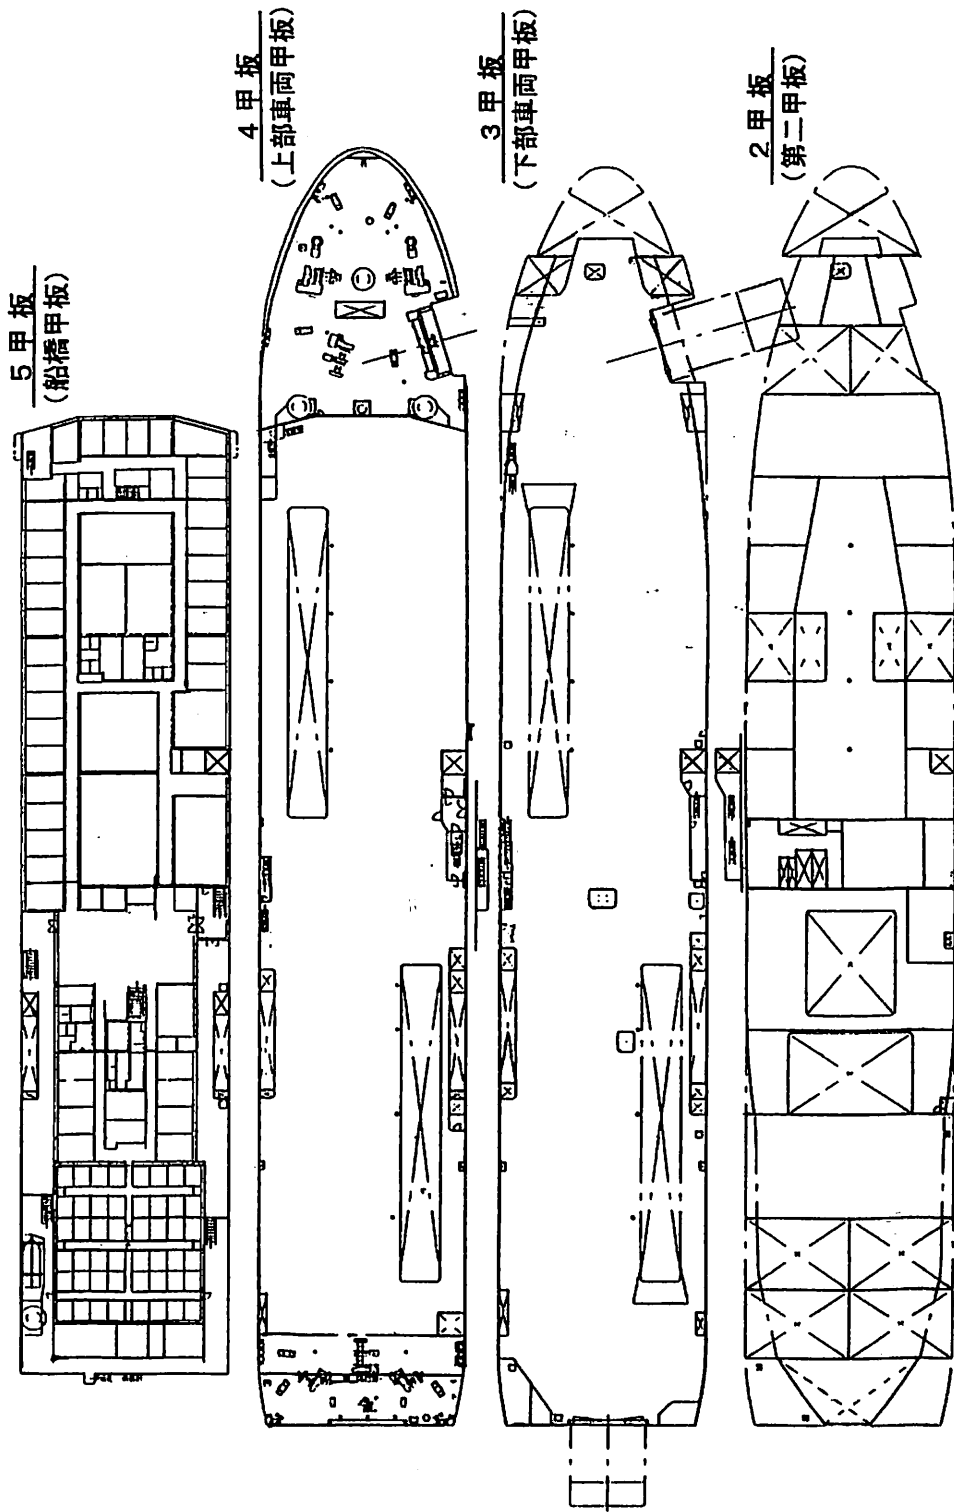 5 甲 板
(船橋甲板)
4 甲 板
(上部車両甲板)
3 甲 板
(下部車両甲板)
2 甲 板
(第二甲板)